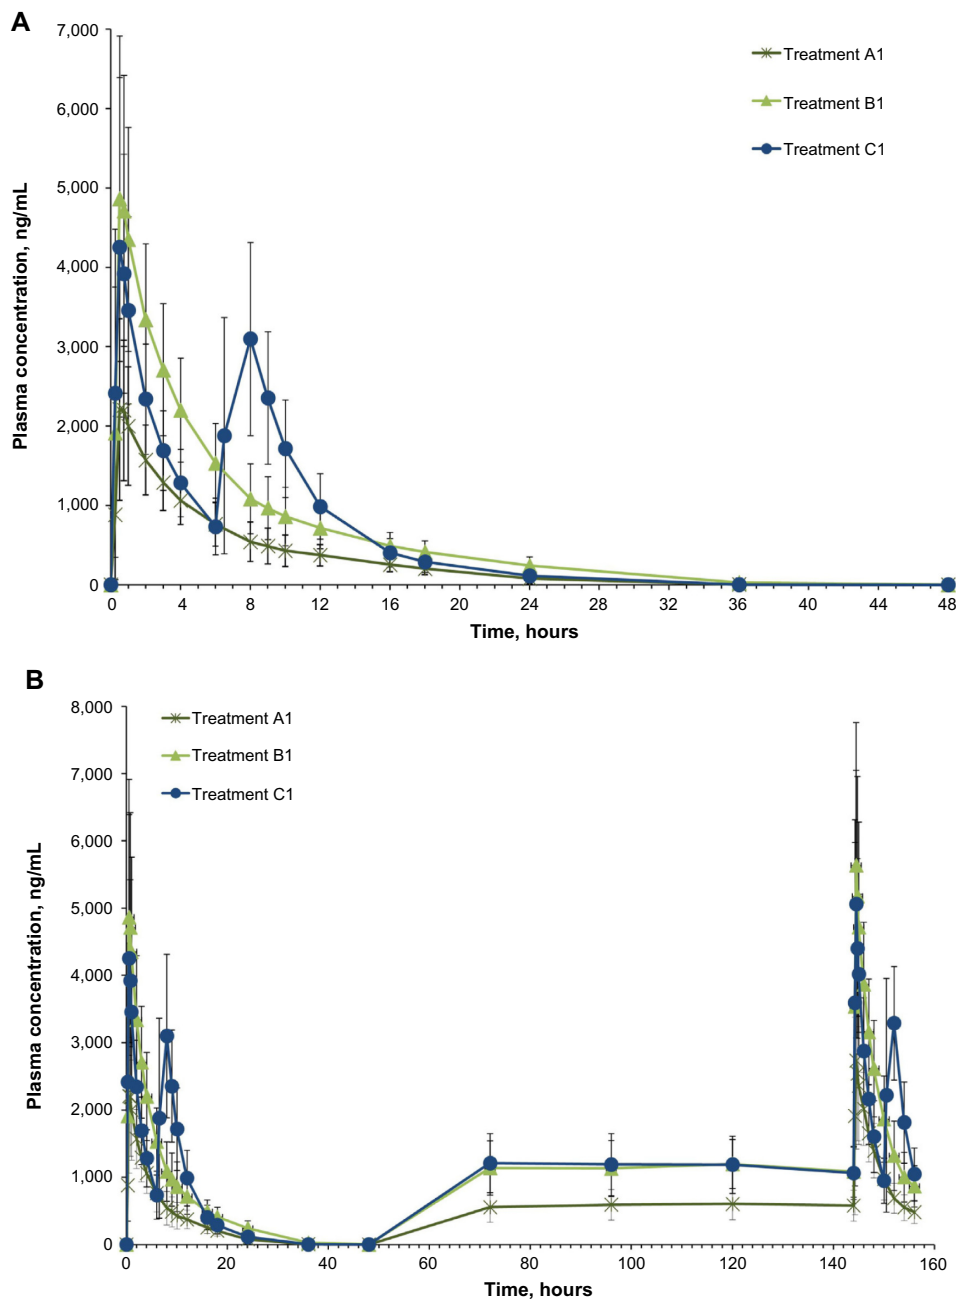 A
7,000
6,000
5,000
4,000
3,000
2,000
1,000
0
Plasma concentration, ng/mL
Treatment A1
Treatment B1
Treatment C1
0 4 8 12 16 20 24 28 32 36 40 44 48
Time, hours
B
8,000
7,000
6,000
5,000
4,000
3,000
2,000
1,000
0
Plasma concentration, ng/mL
Treatment A1
Treatment B1
Treatment C1
0 20 40 60 80 100 120 140 160
Time, hours